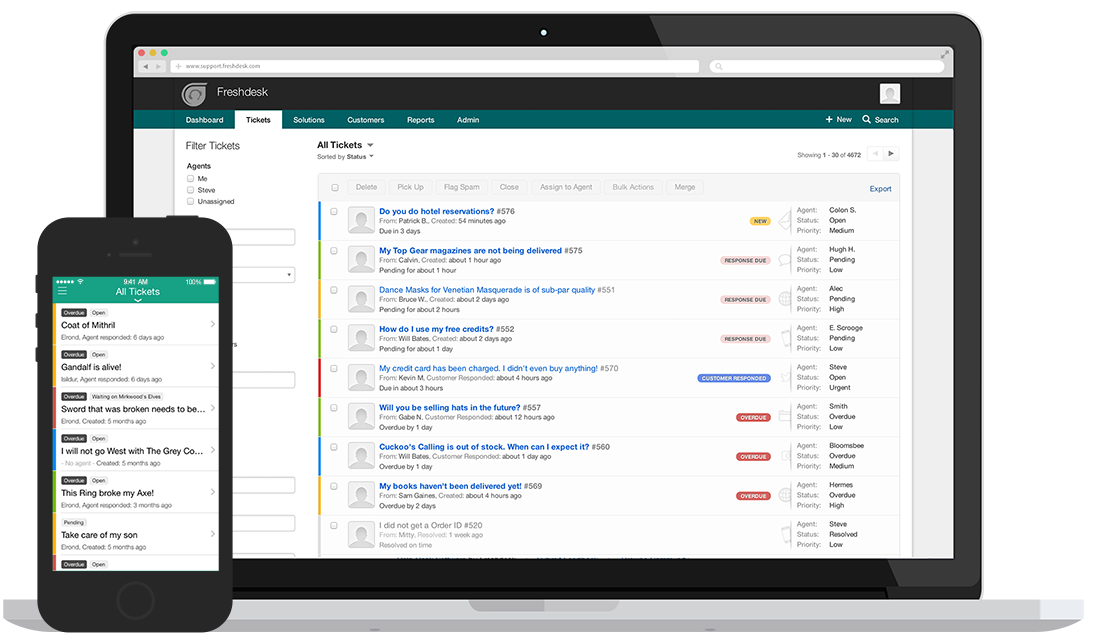 www.support.freshdesk.com
Freshdesk
Dashboard Tickets Solutions Customers Reports Admin + New Search
Filter Tickets
Agents
Me
Steve
Unassigned
All Tickets
Sorted by Status
Showing 1 - 30 of 4672
Delete Pick Up Flag Spam Close Assign to Agent Bulk Actions Merge Export
Do you do hotel reservations? #576
From: Patrick B., Created: 54 minutes ago
Due in 3 days
NEW
Agent: Colon S.
Status: Open
Priority: Medium
My Top Gear magazines are not being delivered #575
From: Calvin, Created: about 1 hour ago
Pending for about 1 hour
RESPONSE DUE
Agent: Hugh H.
Status: Pending
Priority: Low
Dance Masks for Venetian Masquerade is of sub-par quality #551
From: Bruce W., Created: about 2 days ago
Pending for about 2 hours
RESPONSE DUE
Agent: Alec
Status: Pending
Priority: High
How do I use my free credits? #552
From: Will Bates, Created: about 2 days ago
Pending for about 1 day
RESPONSE DUE
Agent: E. Scrooge
Status: Pending
Priority: Low
My credit card has been charged. I didn't even buy anything! #570
From: Kevin M, Customer Responded: about 4 hours ago
Due in about 3 hours
CUSTOMER RESPONDED
Agent: Steve
Status: Open
Priority: Urgent
Will you be selling hats in the future? #557
From: Gabe N, Customer Responded: about 12 hours ago
Overdue by 1 day
OVERDUE
Agent: Smith
Status: Overdue
Priority: Low
Cuckoo's Calling is out of stock. When can I expect it? #560
From: Will Bates, Customer Responded: about 1 day ago
Overdue by 1 day
OVERDUE
Agent: Bloomsbee
Status: Overdue
Priority: Medium
My books haven't been delivered yet! #569
From: Sam Gaines, Created: about 4 hours ago
Overdue by 2 days
OVERDUE
Agent: Hermes
Status: Overdue
Priority: High
I did not get a Order ID #520
From: Mitty, Resolved: 1 week ago
Resolved on time
Agent: Steve
Status: Resolved
Priority: Low
9:41 AM 100%
All Tickets
Overdue Open
Coat of Mithril
Elrond, Agent responded: 6 days ago
Overdue Open
Gandalf is alive!
Isildur, Agent responded: 6 days ago
Overdue Waiting on Mirkwood's Elves
Sword that was broken needs to be...
Elrond, Created: 5 months ago
Overdue Open
I will not go West with The Grey Co...
- No agent - Created: 5 months ago
Overdue Open
This Ring broke my Axe!
Elrond, Agent responded: 3 months ago
Pending
Take care of my son
Elrond, Created: 5 months ago
Overdue Open